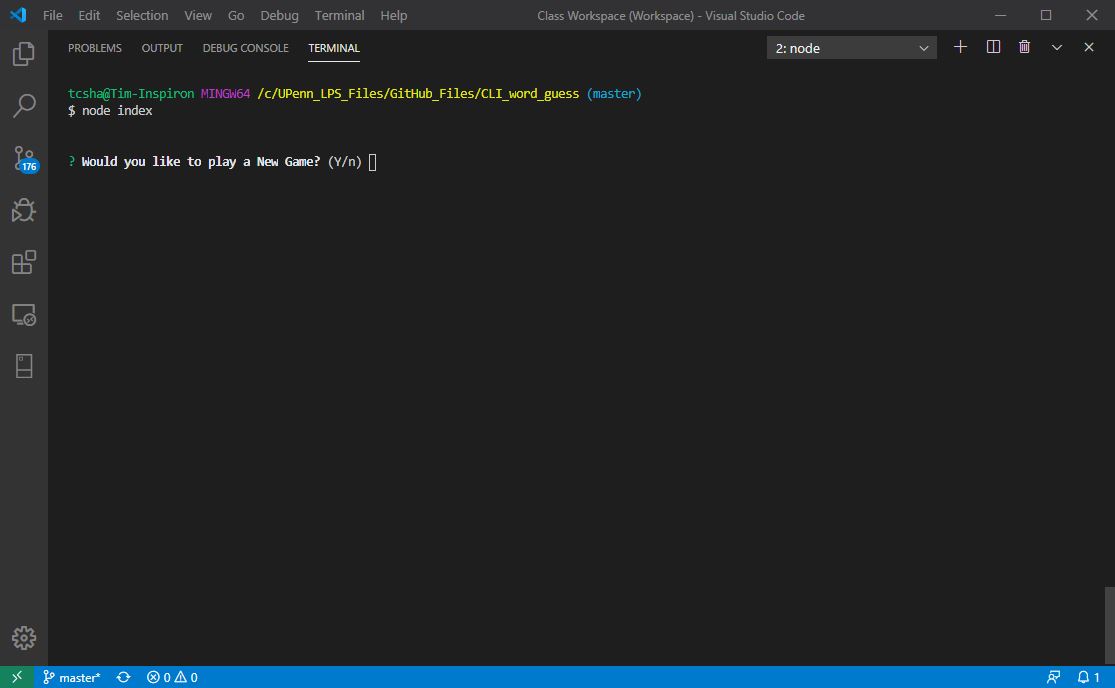 File Edit Selection View Go Debug Terminal Help Class Workspace (Workspace) - Visual Studio Code
PROBLEMS OUTPUT DEBUG CONSOLE TERMINAL 2: node
tcsha@Tim-Inspiron MINGW64 /c/UPenn_LPS_Files/GitHub_Files/CLI_word_guess (master)
$ node index
? Would you like to play a New Game? (Y/n)
176
master* 0 0 1